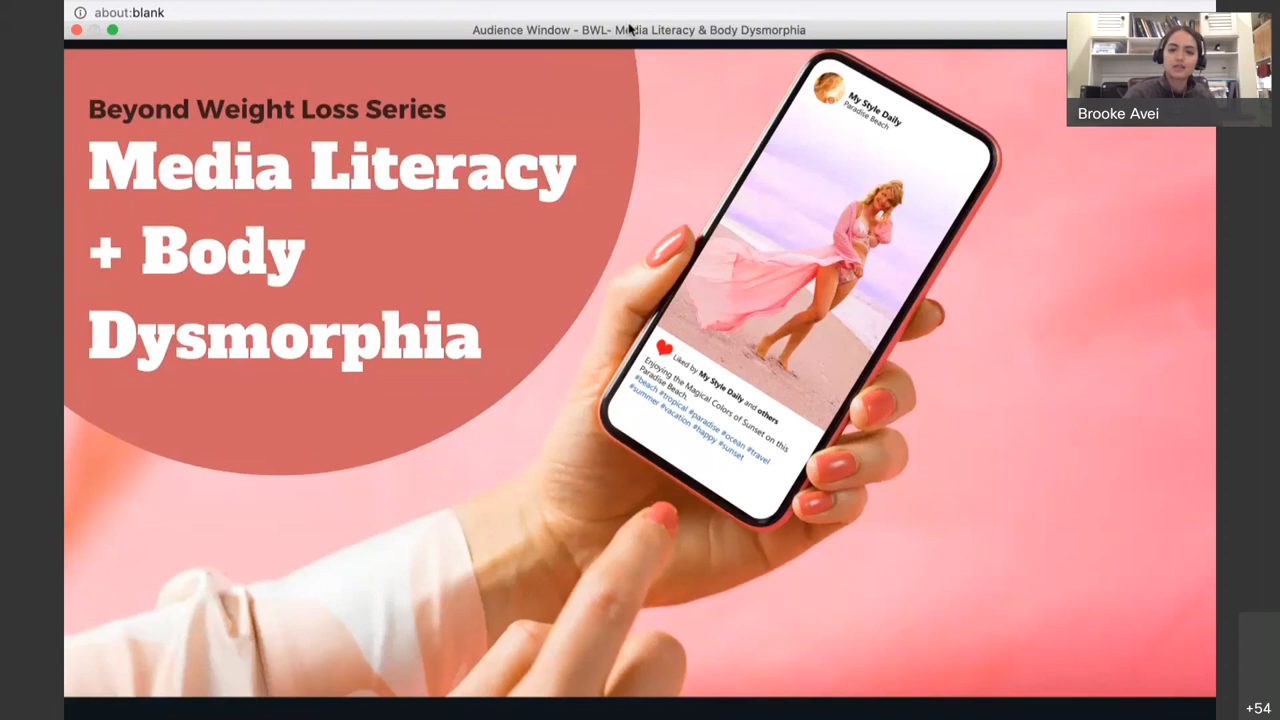 about:blank
Audience Window - BWL- Media Literacy & Body Dysmorphia
Brooke Avei
Beyond Weight Loss Series
Media Literacy
+ Body
Dysmorphia
My Style Daily
Paradise Beach
Liked by My Style Daily and others
Enjoying the Magical Colors of Sunset on this
Paradise Beach.
#beach #tropical #paradise #ocean #travel
#summer #vacation #happy #sunset
+54